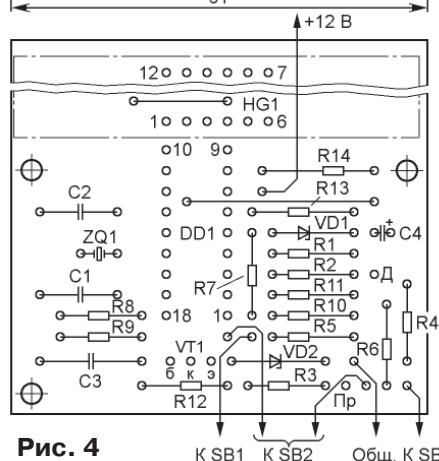 +12 В
12 7
HG1
1 6
10 9
R14
R13
C2
VD1
C4
+
ZQ1
DD1
R1
R7
R2
Д
C1
R11
R8
R10
R4
18 1
R9
VT1
R5
R6
VD2
C3
б к э
R3
R12
Пр
Рис. 4
К SB1 К SB2 Общ. К SB